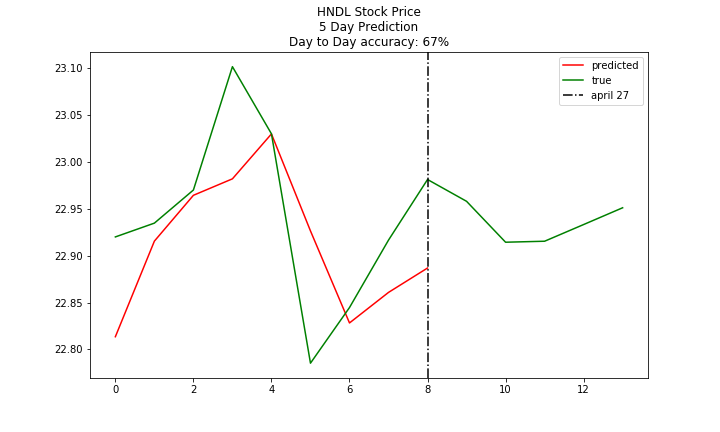 HNDL Stock Price
5 Day Prediction
Day to Day accuracy: 67%
predicted
true
april 27
23.10
23.05
23.00
22.95
22.90
22.85
22.80
0 2 4 6 8 10 12